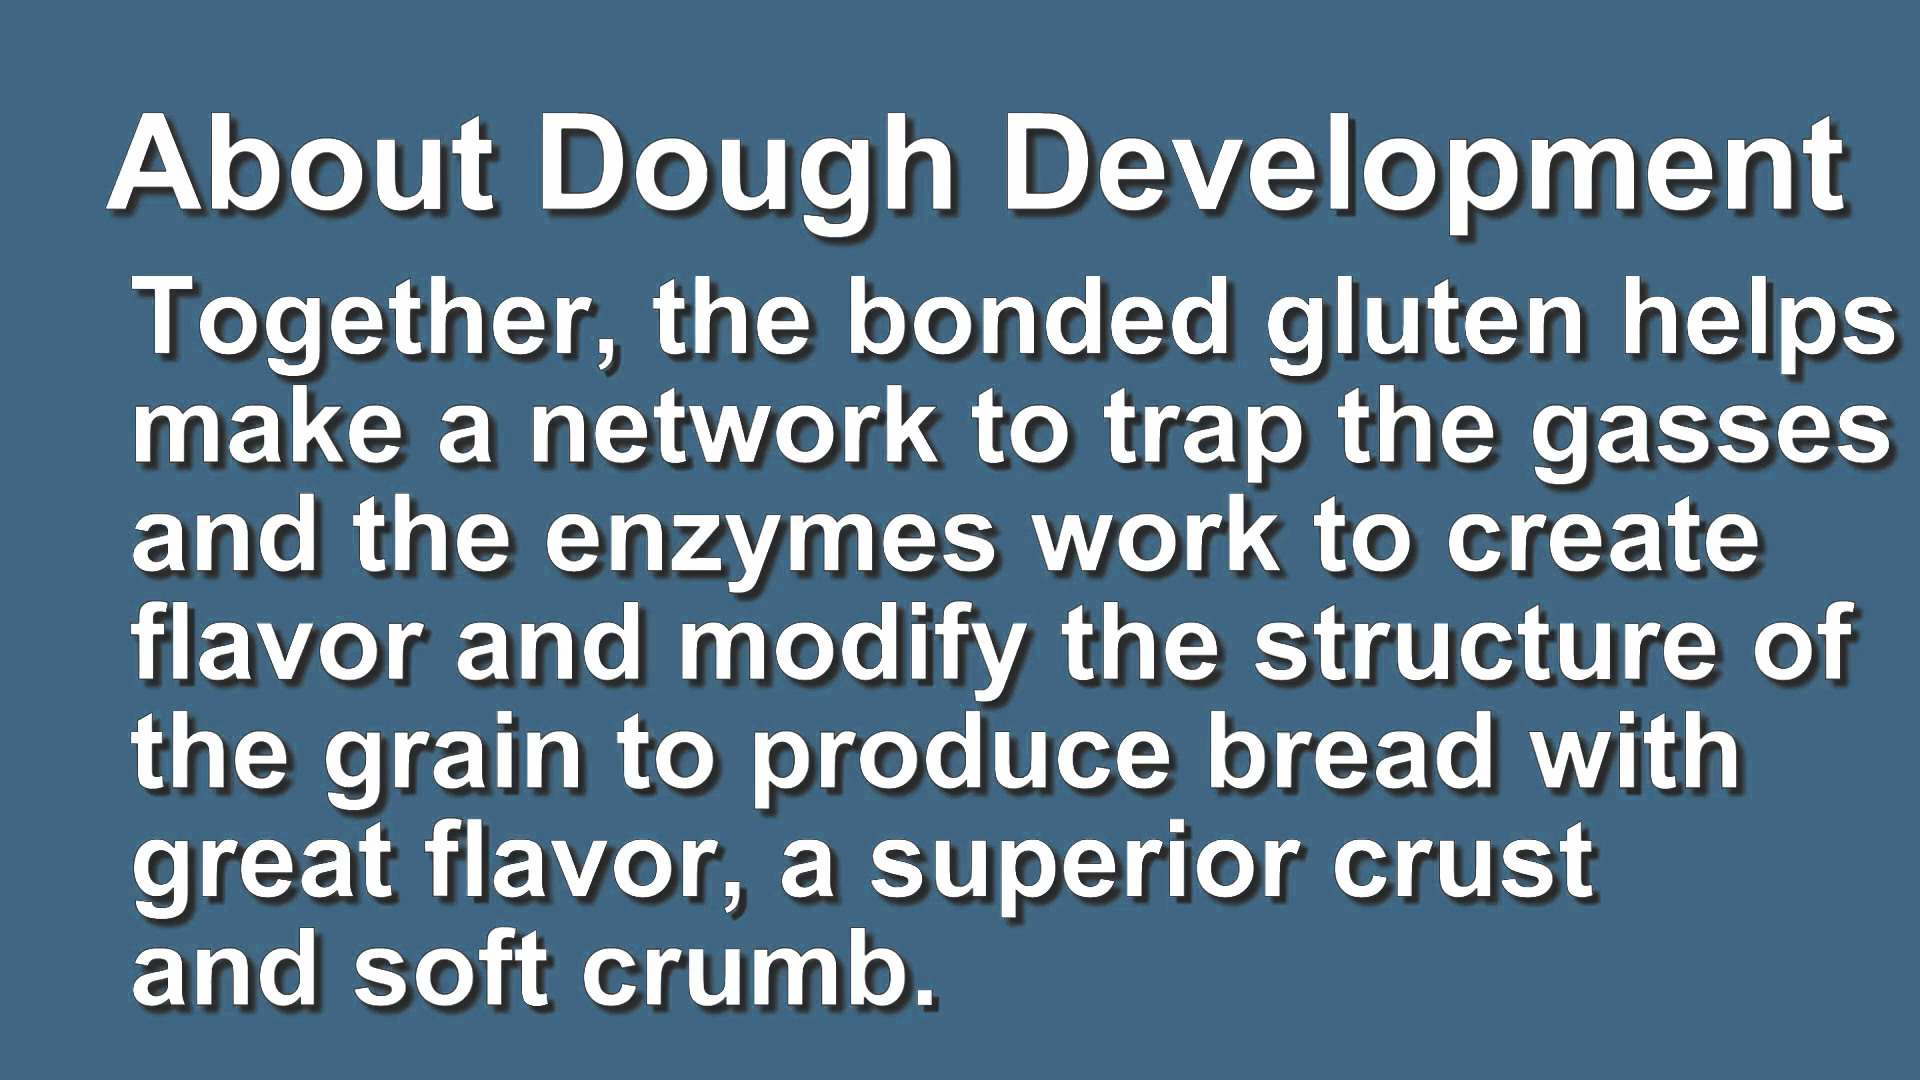 About Dough Development
Together, the bonded gluten helps
make a network to trap the gasses
and the enzymes work to create
flavor and modify the structure of
the grain to produce bread with
great flavor, a superior crust
and soft crumb.